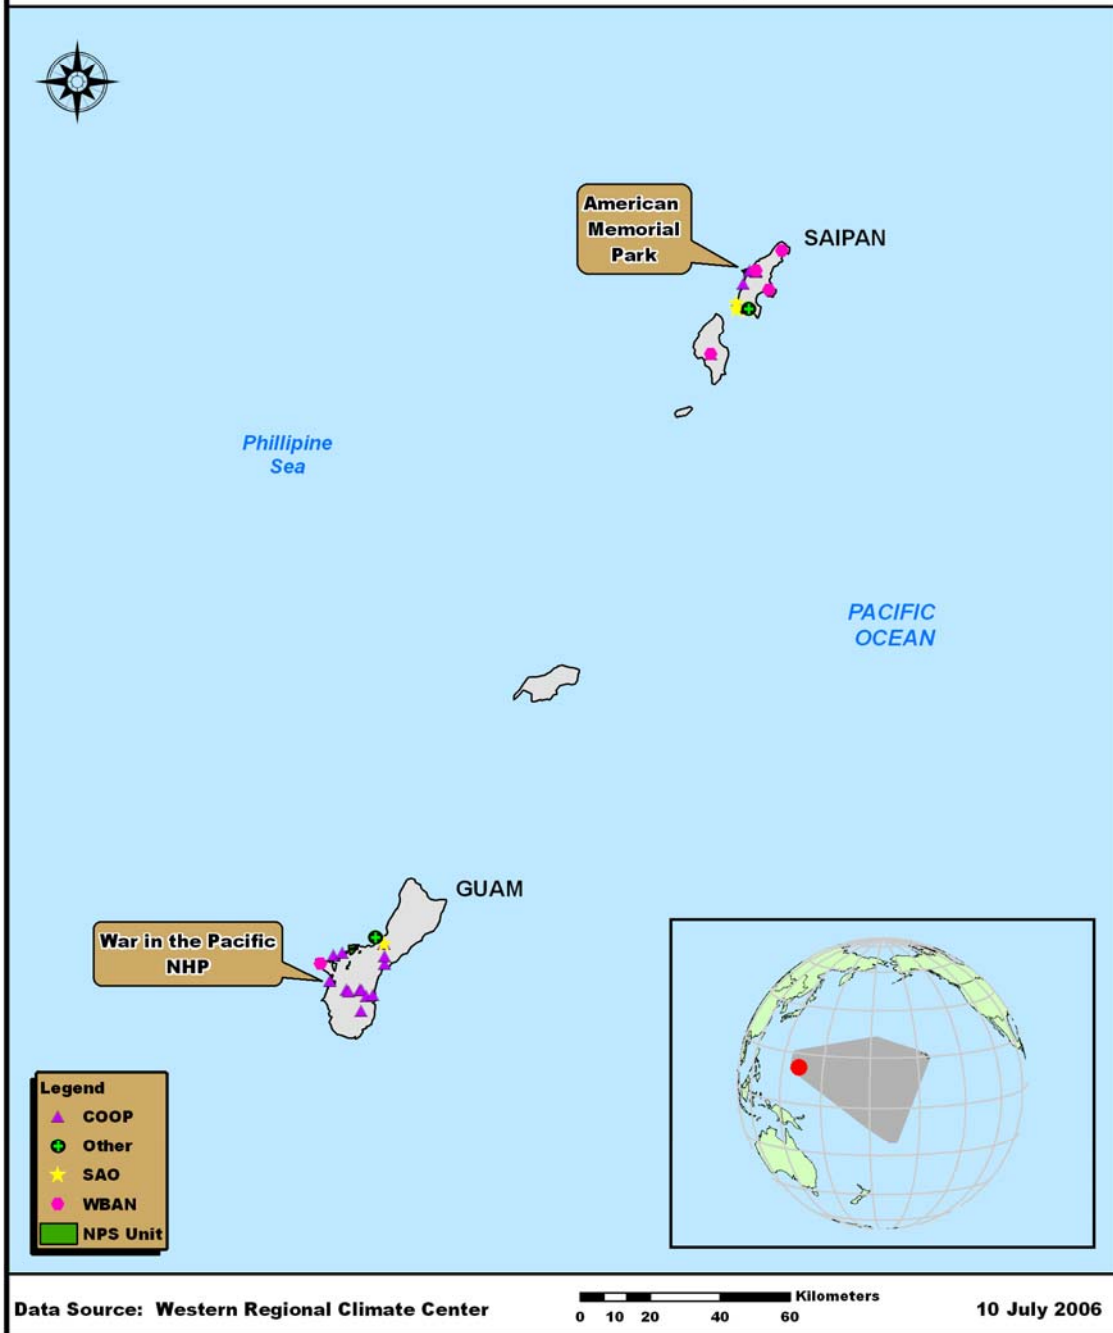 American
Memorial
Park
SAIPAN
Phillipine
Sea
PACIFIC
OCEAN
GUAM
War in the Pacific
NHP
Legend
COOP
Other
SAO
WBAN
NPS Unit
Data Source: Western Regional Climate Center
Kilometers
0 10 20 40 60
10 July 2006